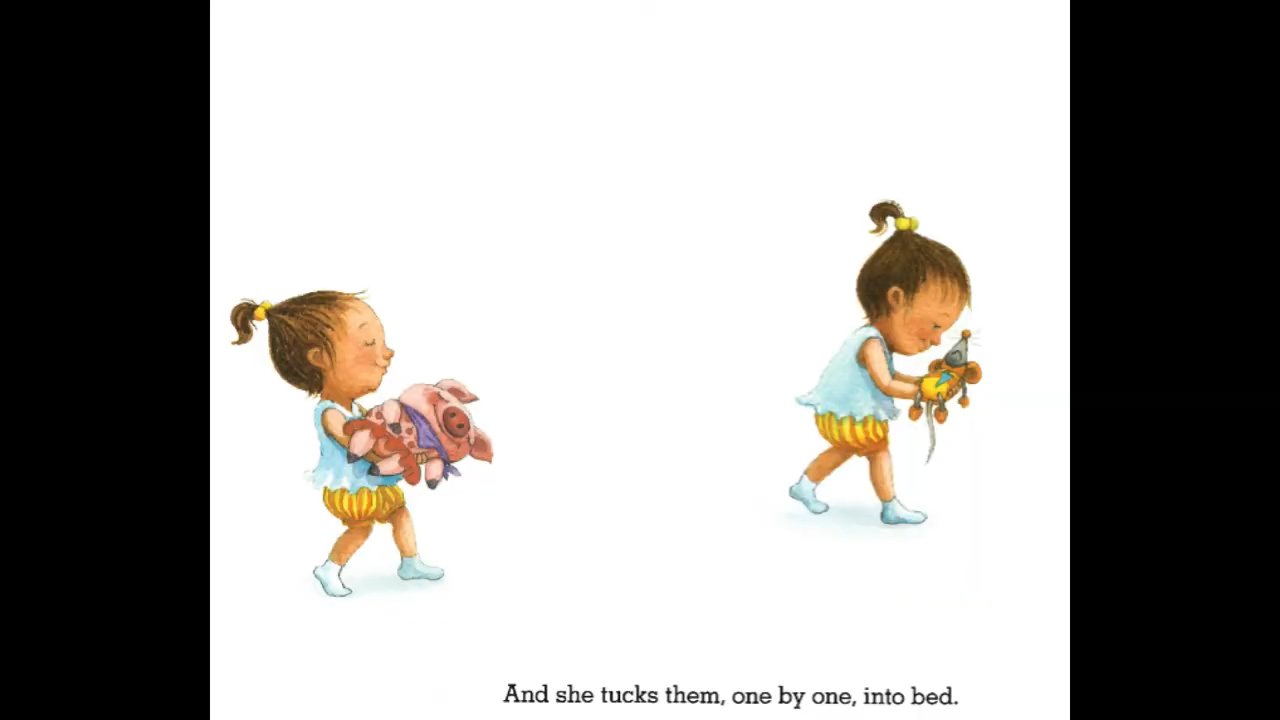 And she tucks them, one by one, into bed.